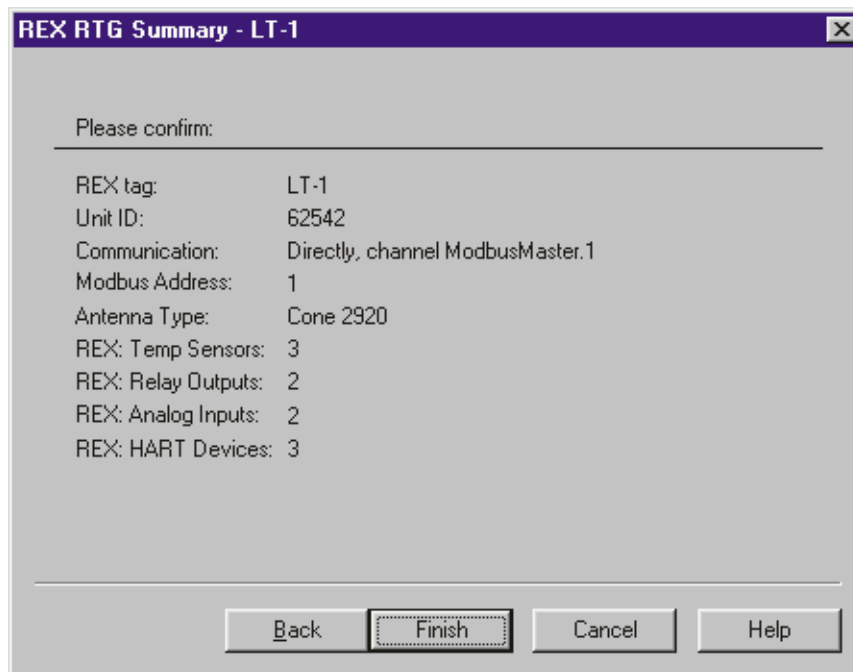 REX RTG Summary - LT-1
Please confirm:
REX tag: LT-1
Unit ID: 62542
Communication: Directly, channel ModbusMaster.1
Modbus Address: 1
Antenna Type: Cone 2920
REX: Temp Sensors: 3
REX: Relay Outputs: 2
REX: Analog Inputs: 2
REX: HART Devices: 3
Back Finish Cancel Help